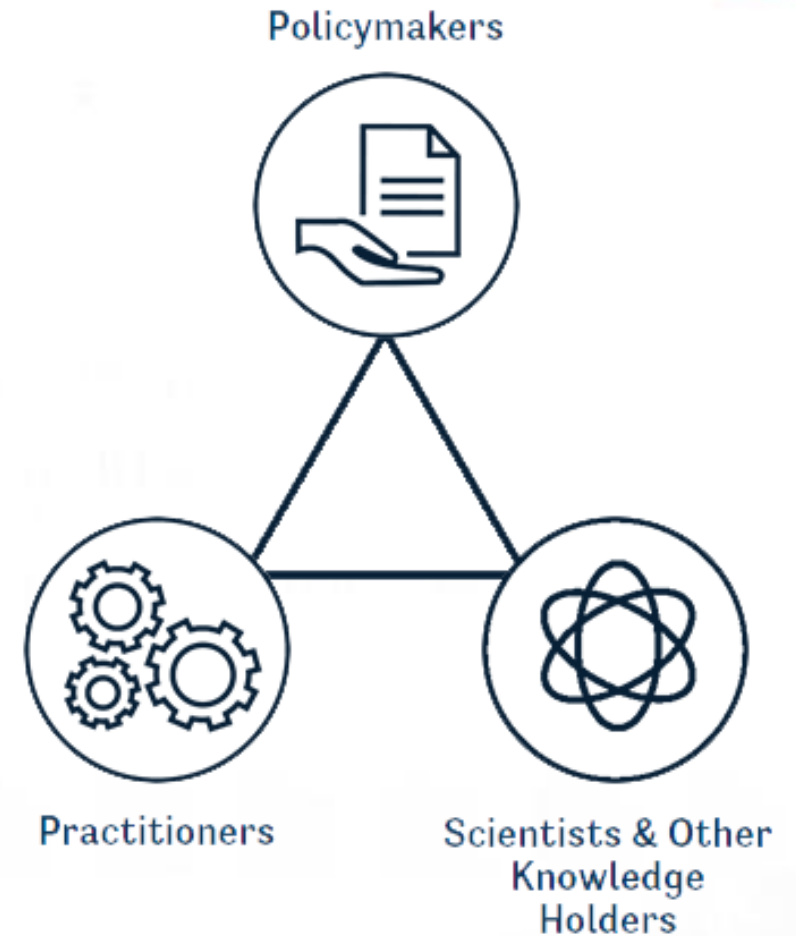 Policymakers
Practitioners
Scientists & Other
Knowledge
Holders